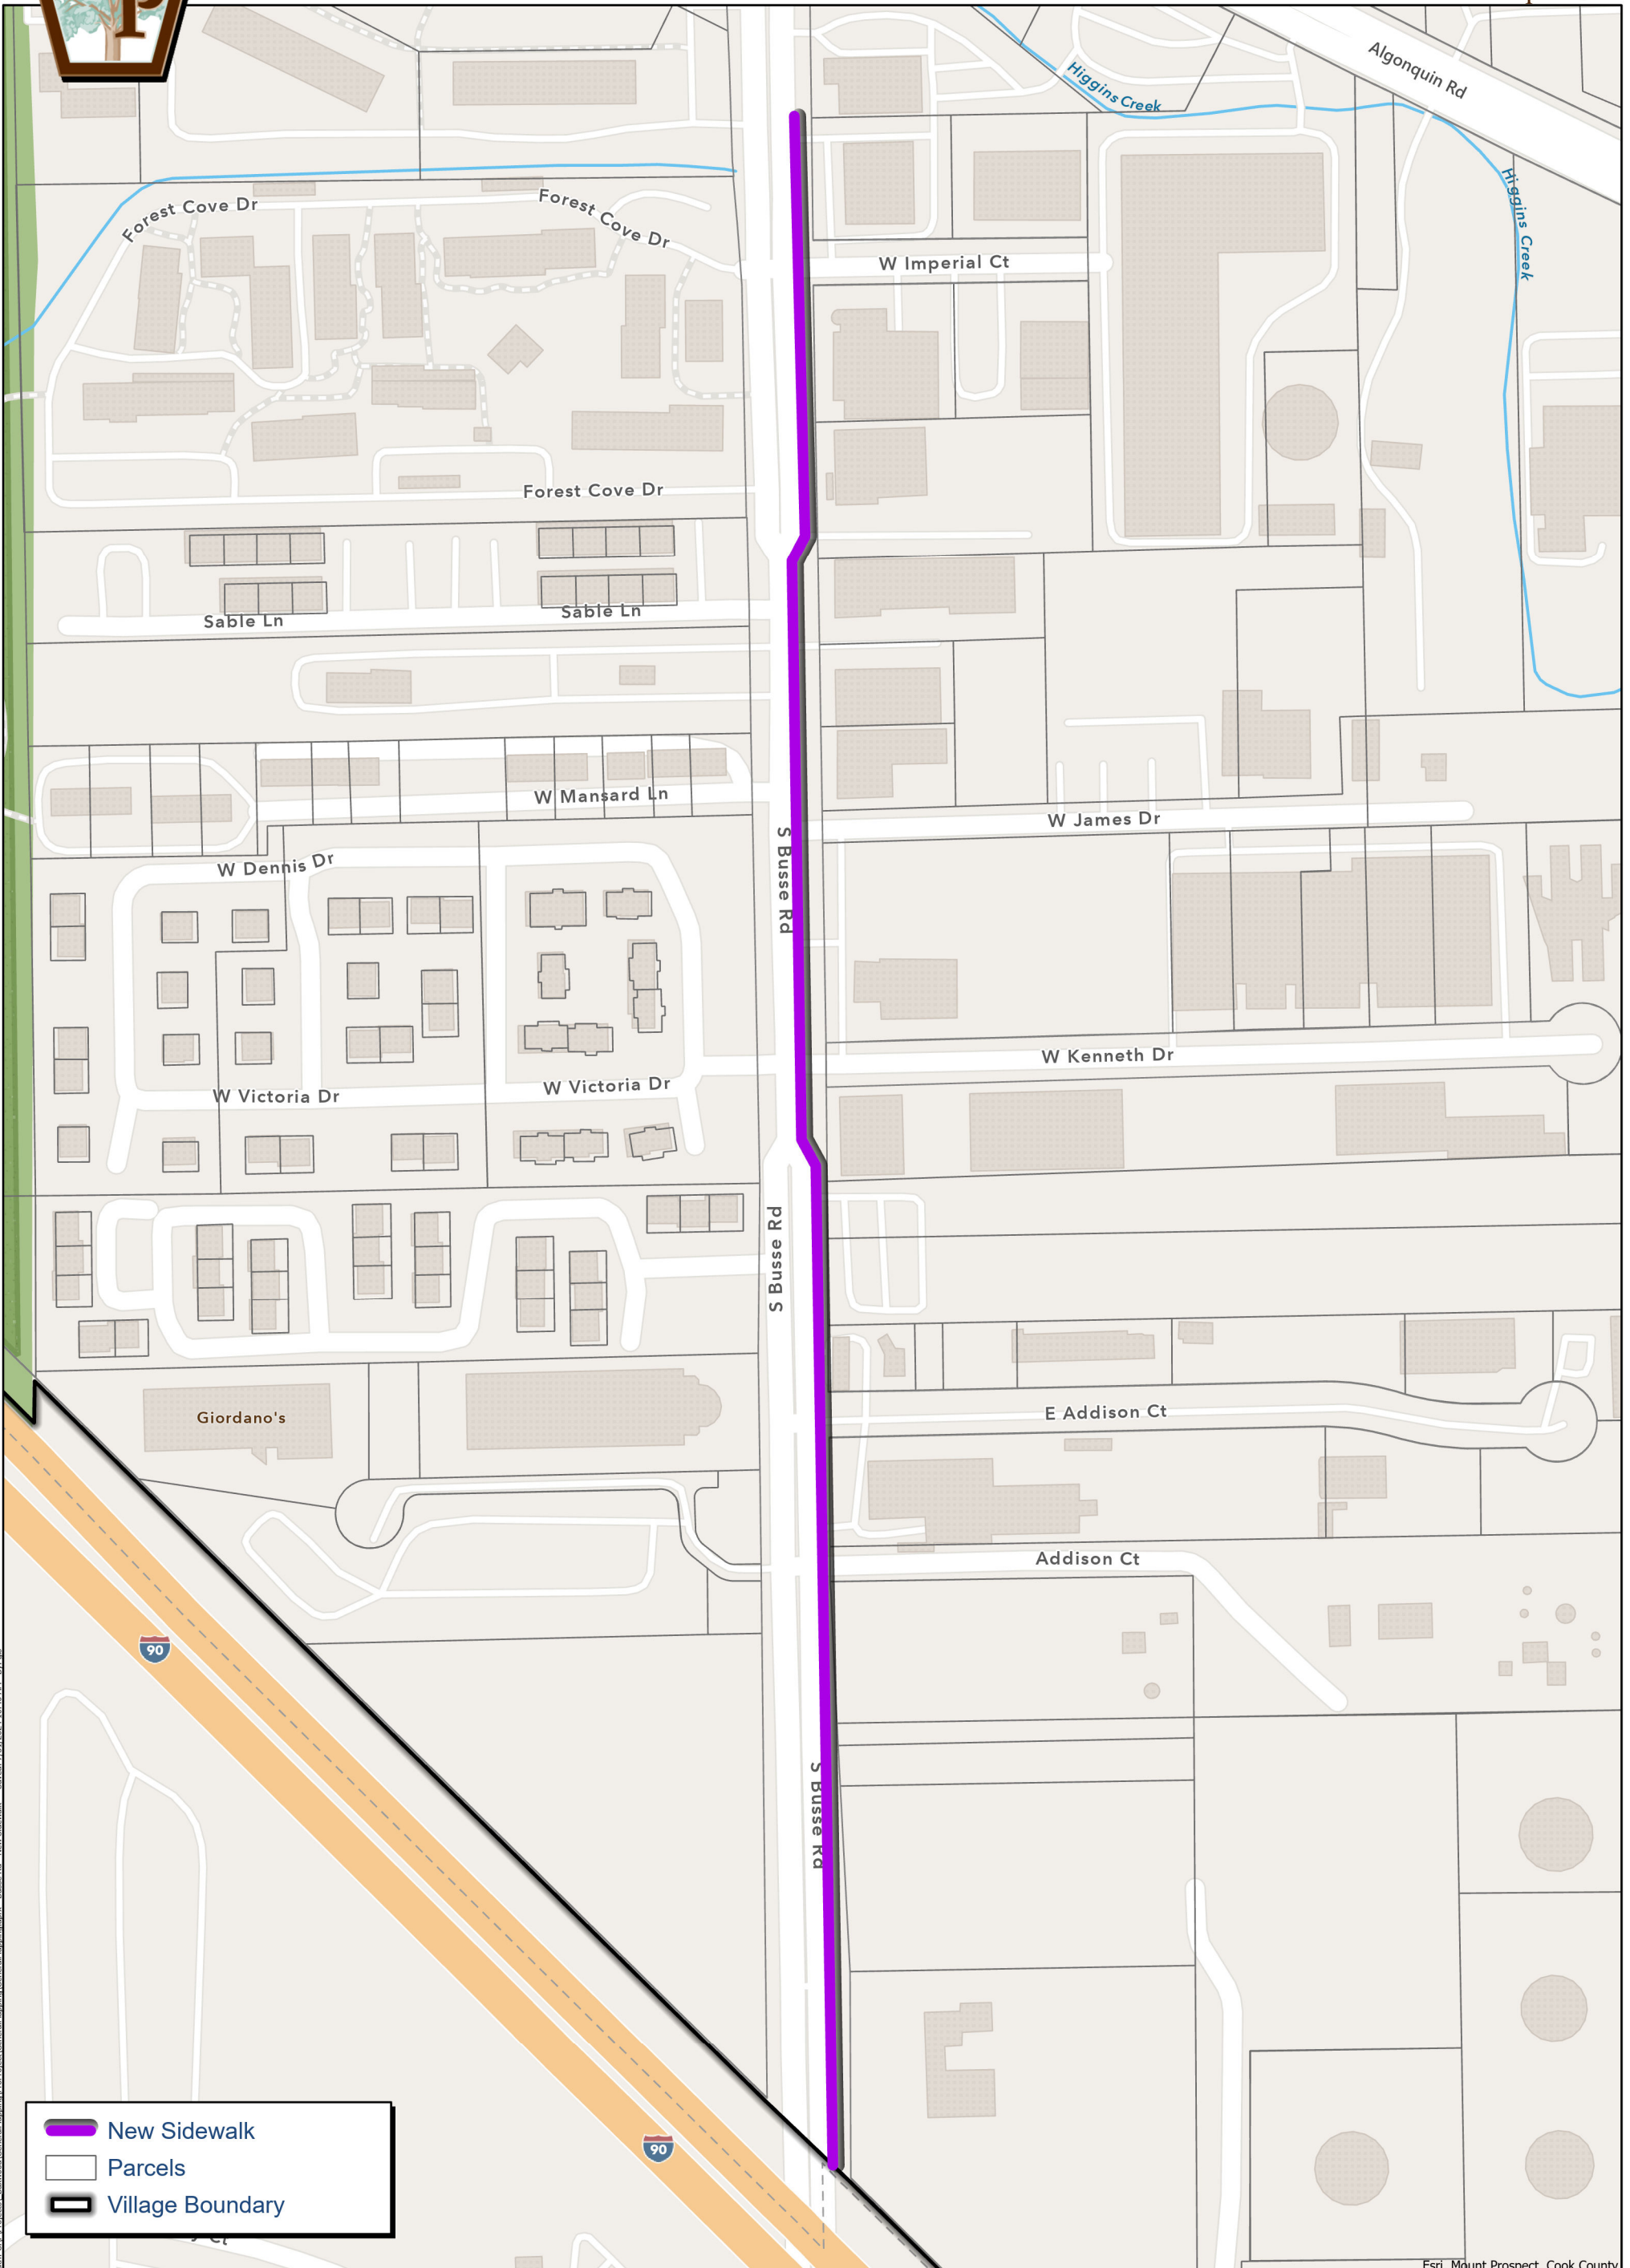 P
Algonquin Rd
Higgins Creek
Higgins Creek
Forest Cove Dr
Forest Cove Dr
W Imperial Ct
Forest Cove Dr
Sable Ln
Sable Ln
W Mansard Ln
W James Dr
S Busse Rd
W Dennis Dr
W Kenneth Dr
W Victoria Dr
W Victoria Dr
S Busse Rd
Giordano's
E Addison Ct
Addison Ct
90
S Busse Rd
90
New Sidewalk
Parcels
Village Boundary
Esri, Mount Prospect, Cook County